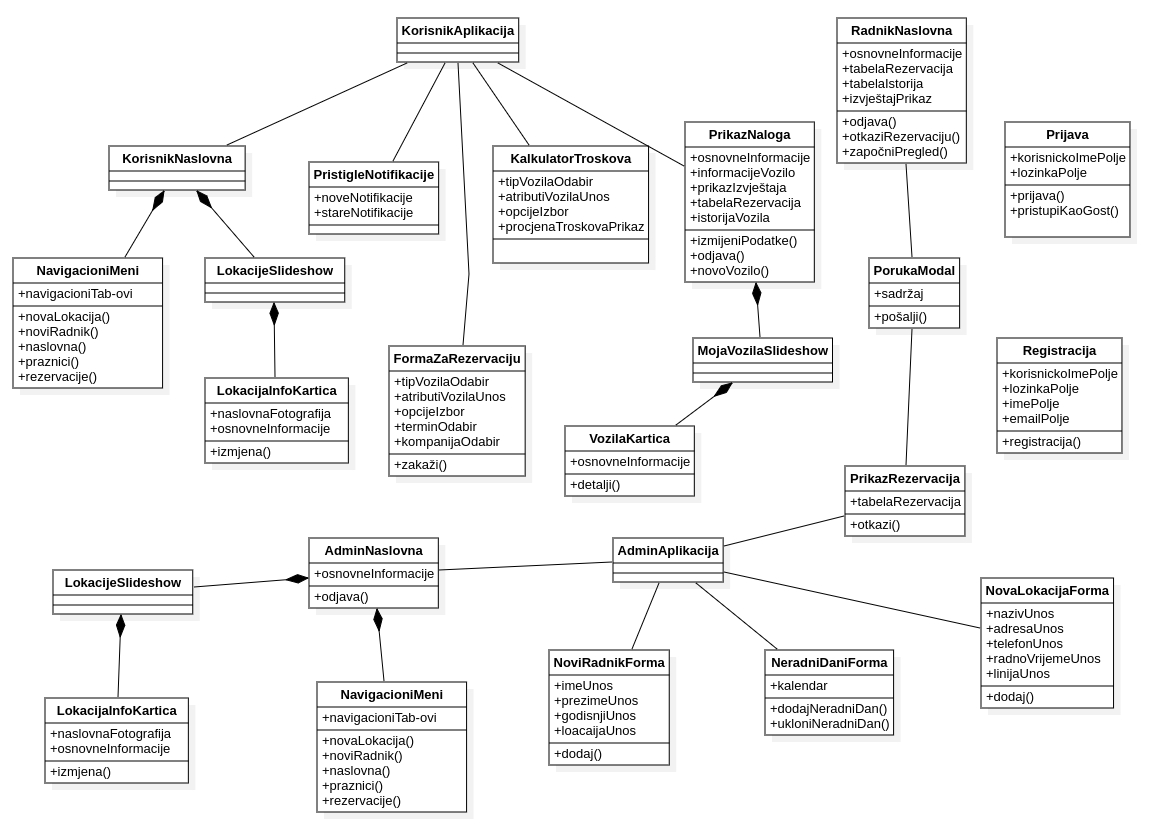 KorisnikAplikacija
RadnikNaslovna
+osnovneInformacije
+tabelaRezervacija
+tabelaIstorija
+izvještajPrikaz
+odjava()
+otkaziRezervaciju()
+započniPregled()
KorisnikNaslovna
PristigleNotifikacije
+noveNotifikacije
+stareNotifikacije
KalkulatorTroskova
+tipVozilaOdabir
+atributiVozilaUnos
+opcijeIzbor
+procjenaTroskovaPrikaz
PrikazNaloga
+osnovneInformacije
+informacijeVozilo
+prikazIzvještaja
+tabelaRezervacija
+istorijaVozila
+izmijeniPodatke()
+odjava()
+novoVozilo()
Prijava
+korisnickoImePolje
+lozinkaPolje
+prijava()
+pristupiKaoGost()
NavigacioniMeni
+navigacioniTab-ovi
+novaLokacija()
+noviRadnik()
+naslovna()
+praznici()
+rezervacije()
LokacijeSlideshow
PorukaModal
+sadržaj
+pošalji()
LokacijaInfoKartica
+naslovnaFotografija
+osnovneInformacije
+izmjena()
FormaZaRezervaciju
+tipVozilaOdabir
+atributiVozilaUnos
+opcijeIzbor
+terminOdabir
+kompanijaOdabir
+zakaži()
MojaVozilaSlideshow
Registracija
+korisnickoImePolje
+lozinkaPolje
+imePolje
+emailPolje
+registracija()
VozilaKartica
+osnovneInformacije
+detalji()
PrikazRezervacija
+tabelaRezervacija
+otkazi()
AdminNaslovna
+osnovneInformacije
+odjava()
AdminAplikacija
LokacijeSlideshow
NovaLokacijaForma
+nazivUnos
+adresaUnos
+telefonUnos
+radnoVrijemeUnos
+linijaUnos
+dodaj()
NoviRadnikForma
+imeUnos
+prezimeUnos
+godisnjiUnos
+loacaijaUnos
+dodaj()
NeradniDaniForma
+kalendar
+dodajNeradniDan()
+ukloniNeradniDan()
LokacijaInfoKartica
+naslovnaFotografija
+osnovneInformacije
+izmjena()
NavigacioniMeni
+navigacioniTab-ovi
+novaLokacija()
+noviRadnik()
+naslovna()
+praznici()
+rezervacije()